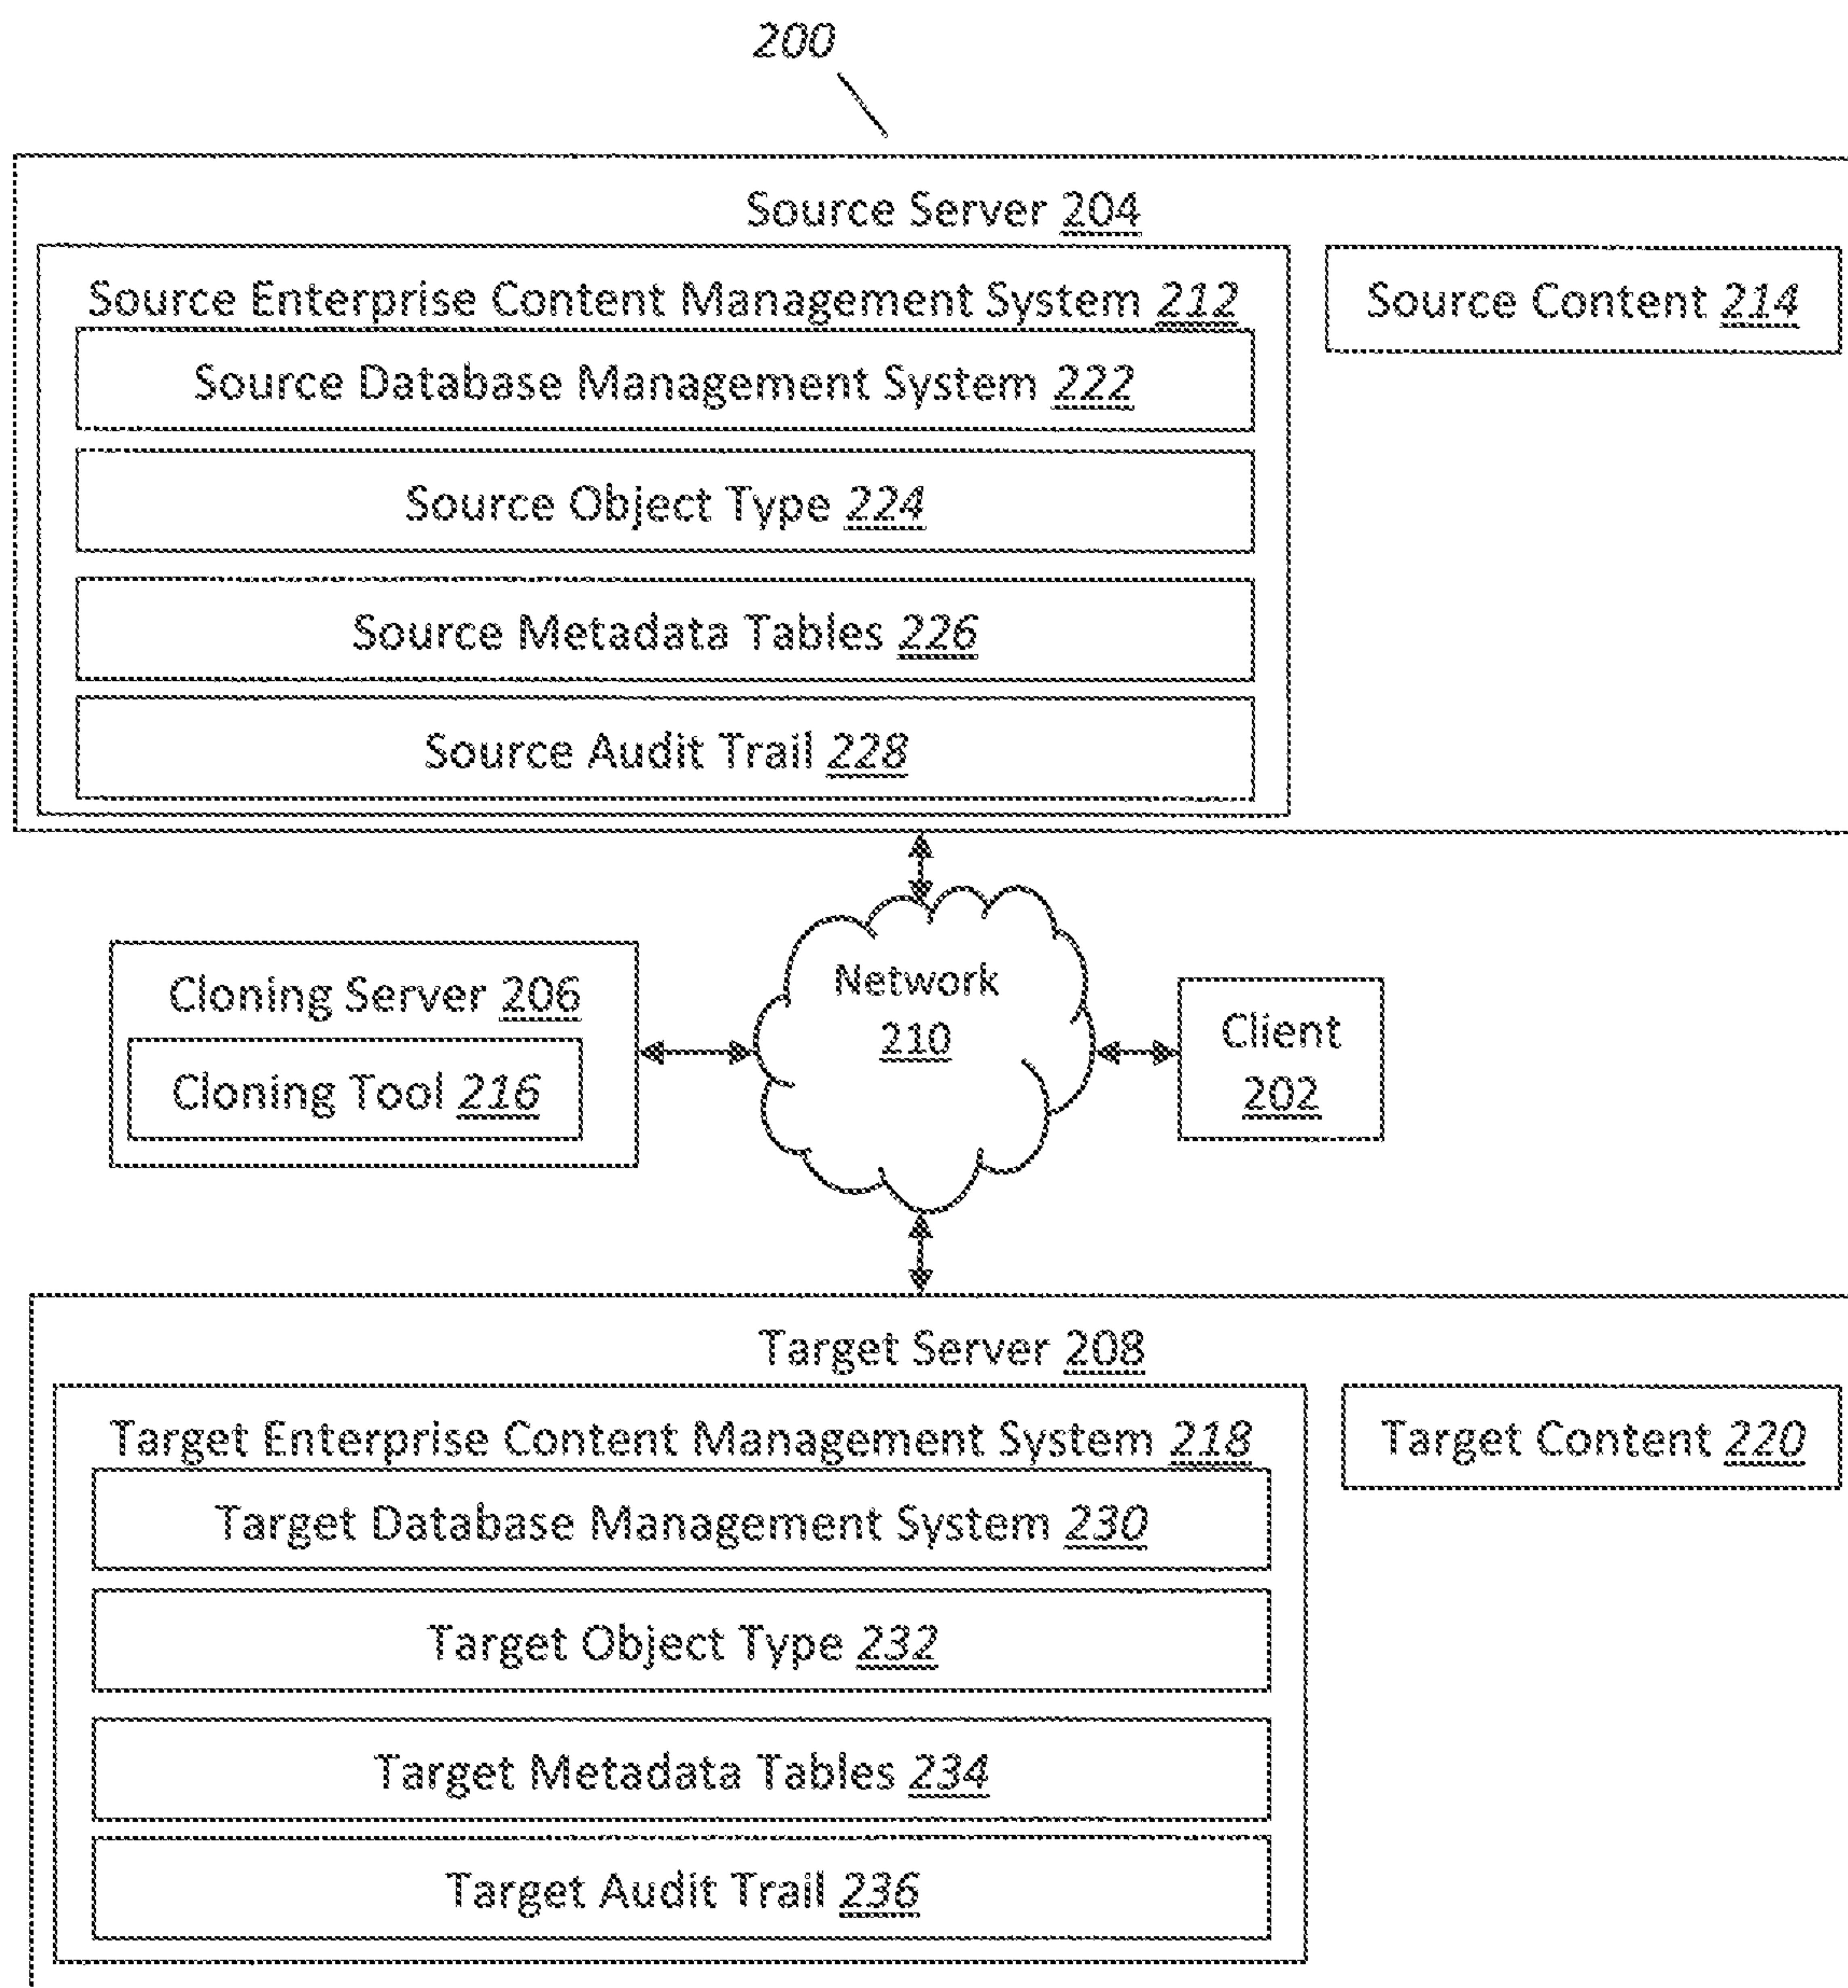 200
Source Server 204
Source Enterprise Content Management System 212
Source Content 214
Source Database Management System 222
Source Object Type 224
Source Metadata Tables 226
Source Audit Trail 228
Cloning Server 206
Cloning Tool 216
Network
210
Client
202
Target Server 208
Target Enterprise Content Management System 218
Target Content 220
Target Database Management System 230
Target Object Type 232
Target Metadata Tables 234
Target Audit Trail 236